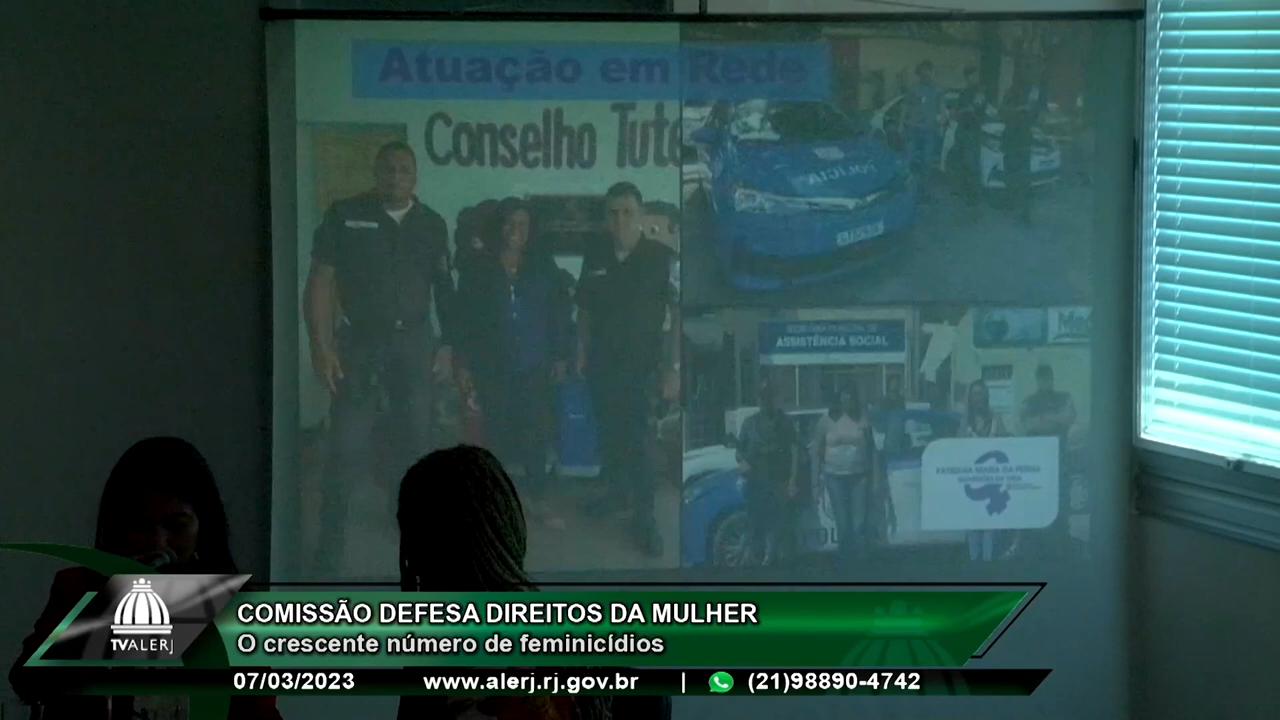 Atuação em Rede
Conselho Tute
POLÍCIA
ASSISTÊNCIA SOCIAL
PATRULHA MARIA DA PENHA
COMISSÃO DEFESA DIREITOS DA MULHER
O crescente número de feminicídios
TVALERJ
07/03/2023 www.alerj.rj.gov.br | (21)98890-4742